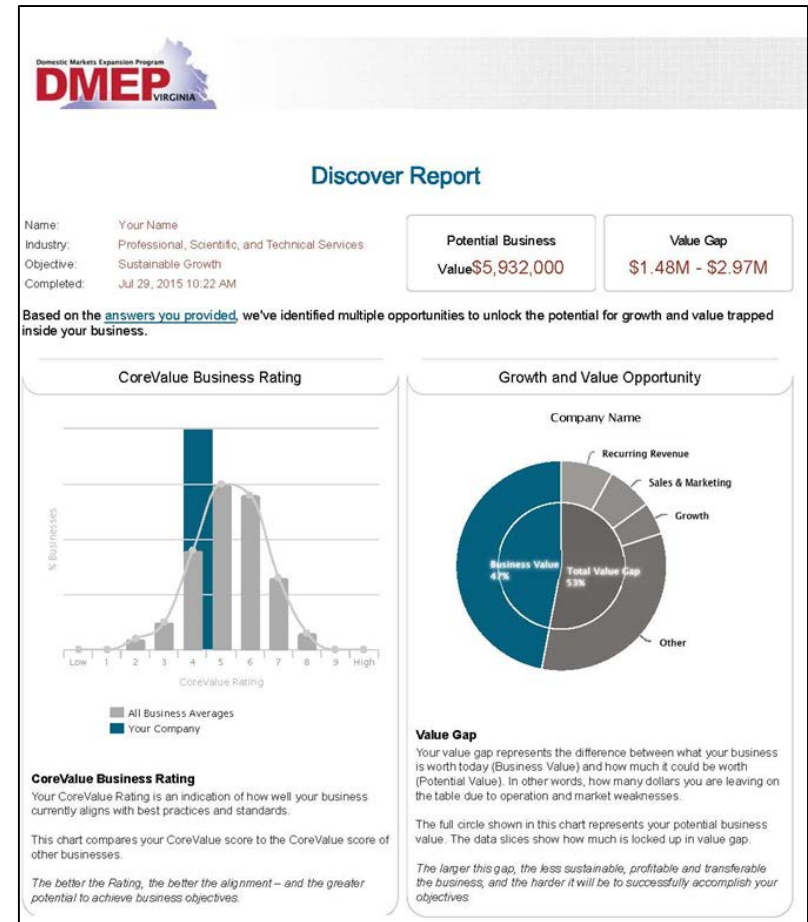 Domestic Markets Expansion Program
DMEP
VIRGINIA
Discover Report
Name: Your Name
Industry: Professional, Scientific, and Technical Services
Objective: Sustainable Growth
Completed: Jul 29, 2015 10:22 AM
Potential Business
Value$5,932,000
Value Gap
$1.48M - $2.97M
Based on the answers you provided, we've identified multiple opportunities to unlock the potential for growth and value trapped
inside your business.
CoreValue Business Rating
% Businesses
Low 1 2 3 4 5 6 7 8 9 High
CoreValue Rating
All Business Averages
Your Company
CoreValue Business Rating
Your CoreValue Rating is an indication of how well your business
currently aligns with best practices and standards.
This chart compares your CoreValue score to the CoreValue score of
other businesses.
The better the Rating, the better the alignment – and the greater
potential to achieve business objectives.
Growth and Value Opportunity
Company Name
Recurring Revenue
Sales & Marketing
Growth
Business Value
47%
Total Value Gap
53%
Other
Value Gap
Your value gap represents the difference between what your business
is worth today (Business Value) and how much it could be worth
(Potential Value). In other words, how many dollars you are leaving on
the table due to operation and market weaknesses.
The full circle shown in this chart represents your potential business
value. The data slices show how much is locked up in value gap.
The larger this gap, the less sustainable, profitable and transferable
the business, and the harder it will be to successfully accomplish your
objectives.